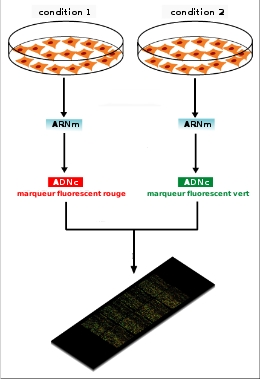 condition 1
condition 2
ARNm
ARNm
ADNc
ADNc
marqueur fluorescent rouge
marqueur fluorescent vert